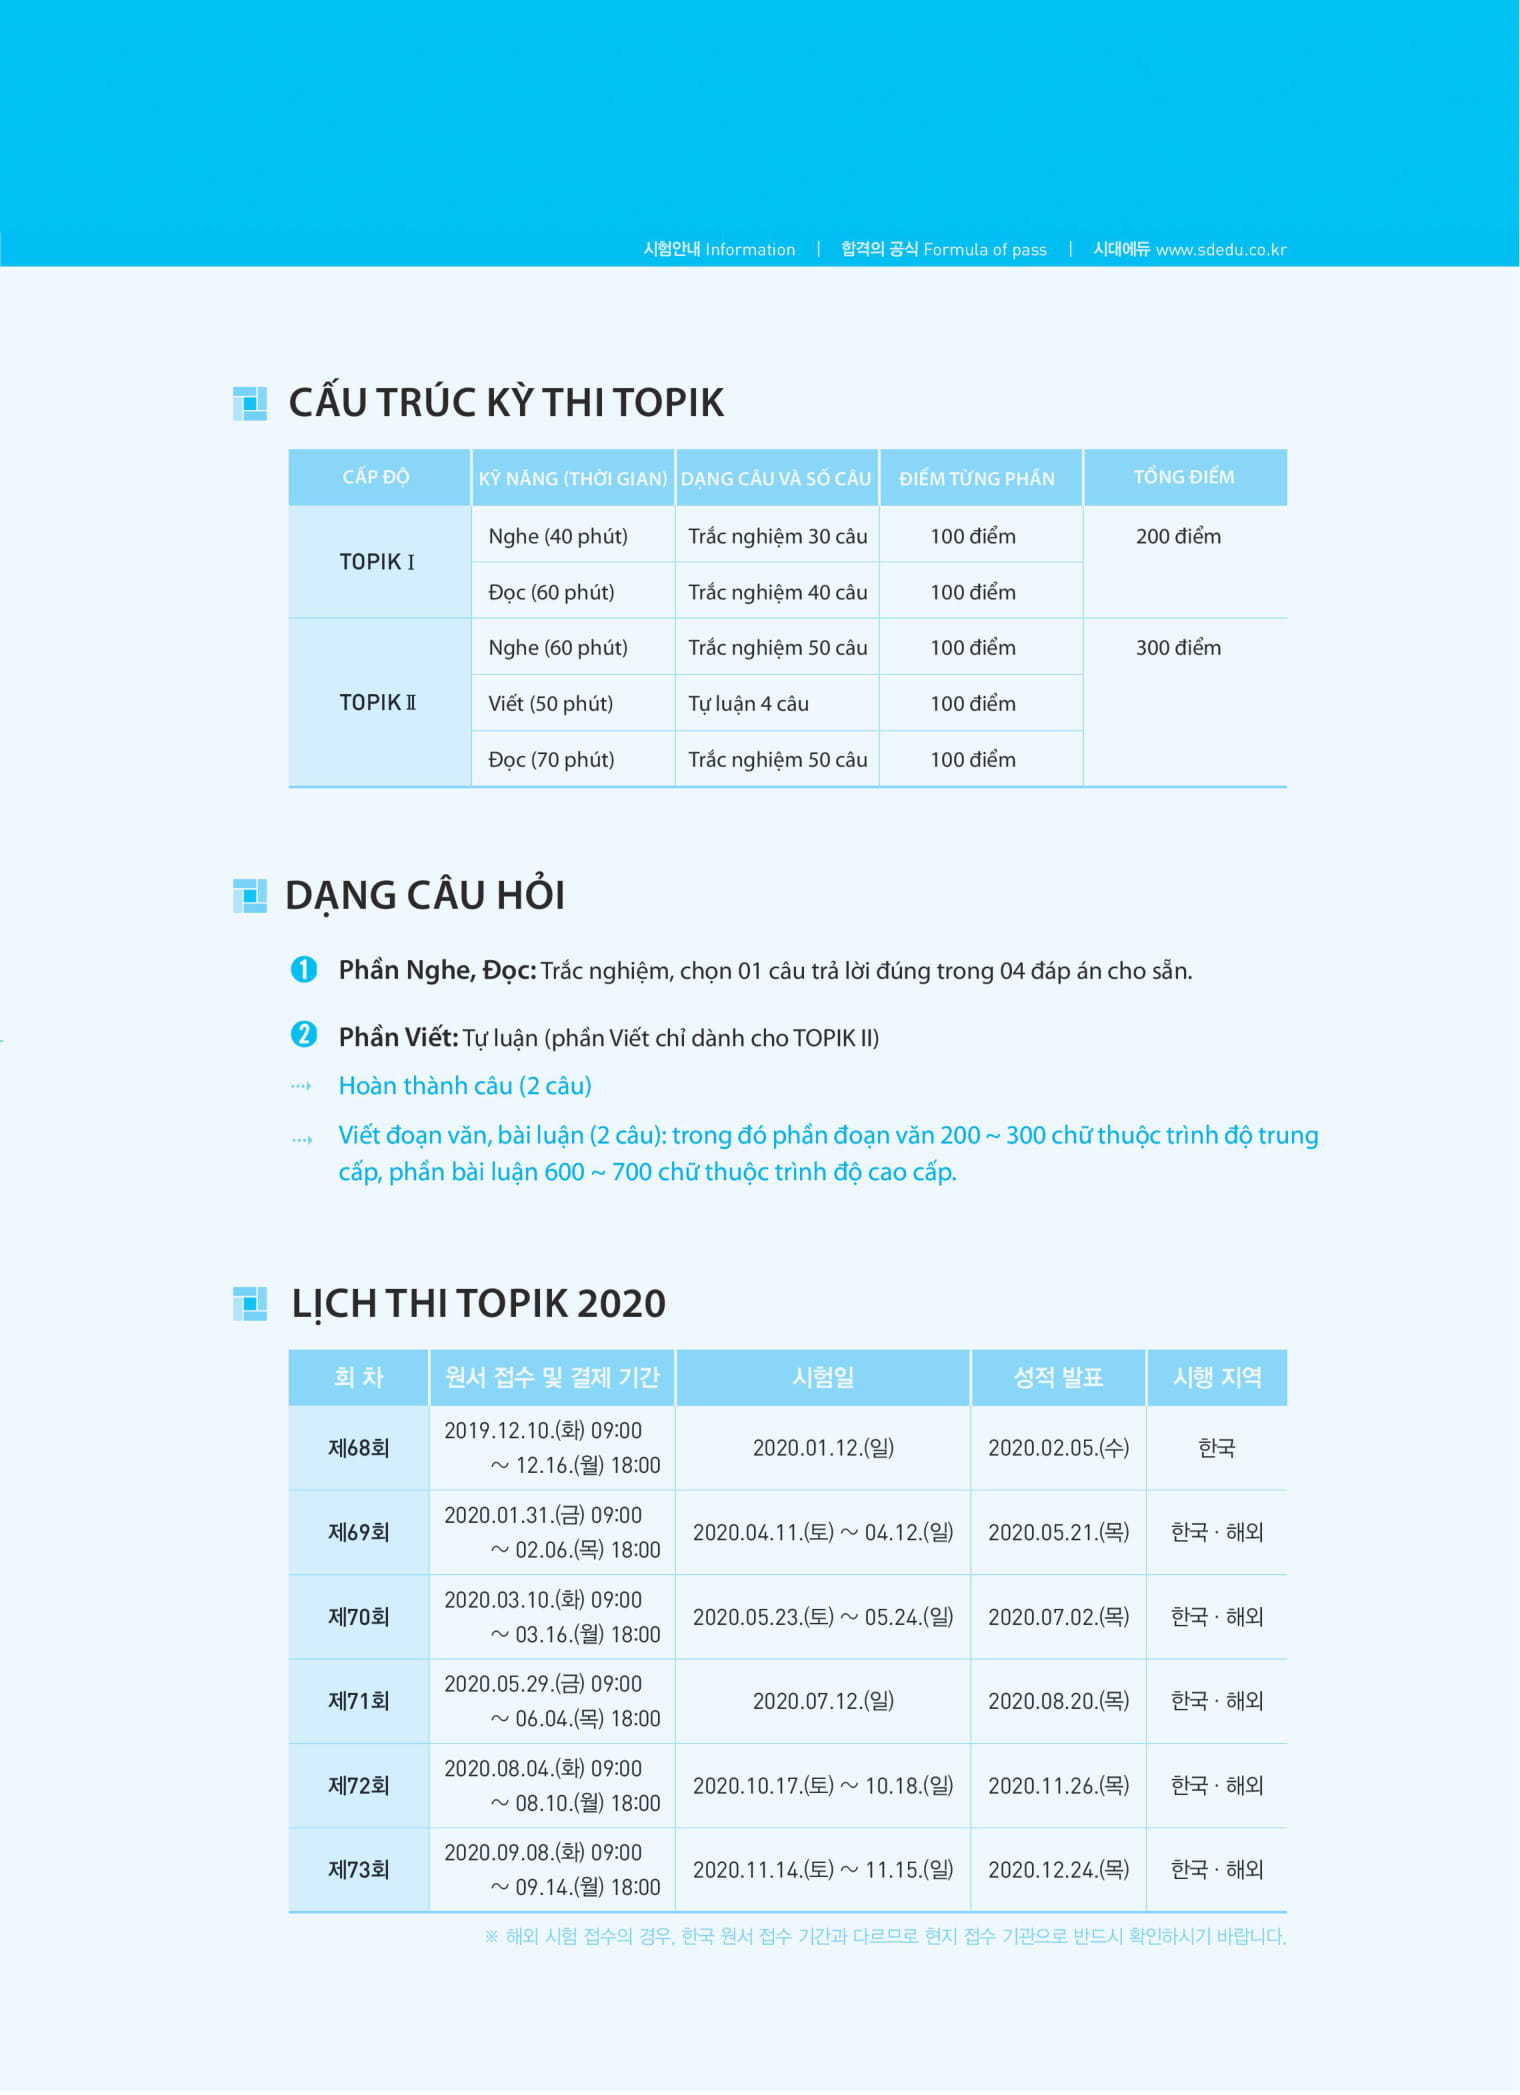 시험안내 Information | 합격의 공식 Formula of pass | 시대에듀 www.sdedu.co.kr
CẤU TRÚC KỲ THI TOPIK
CẤP ĐỘ KỸ NĂNG (THỜI GIAN) DẠNG CÂU VÀ SỐ CÂU ĐIỂM TỪNG PHẦN TỔNG ĐIỂM
TOPIK Ⅰ
Nghe (40 phút) Trắc nghiệm 30 câu 100 điểm 200 điểm
Đọc (60 phút) Trắc nghiệm 40 câu 100 điểm
TOPIK Ⅱ
Nghe (60 phút) Trắc nghiệm 50 câu 100 điểm 300 điểm
Viết (50 phút) Tự luận 4 câu 100 điểm
Đọc (70 phút) Trắc nghiệm 50 câu 100 điểm
DẠNG CÂU HỎI
❶ Phần Nghe, Đọc: Trắc nghiệm, chọn 01 câu trả lời đúng trong 04 đáp án cho sẵn.
❷ Phần Viết: Tự luận (phần Viết chỉ dành cho TOPIK II)
Hoàn thành câu (2 câu)
Viết đoạn văn, bài luận (2 câu): trong đó phần đoạn văn 200 ~ 300 chữ thuộc trình độ trung
cấp, phần bài luận 600 ~ 700 chữ thuộc trình độ cao cấp.
LỊCH THI TOPIK 2020
회 차 원서 접수 및 결제 기간 시험일 성적 발표 시행 지역
제68회
2019.12.10.(화) 09:00
~ 12.16.(월) 18:00
2020.01.12.(일) 2020.02.05.(수) 한국
제69회
2020.01.31.(금) 09:00
~ 02.06.(목) 18:00
2020.04.11.(토) ~ 04.12.(일) 2020.05.21.(목) 한국 · 해외
제70회
2020.03.10.(화) 09:00
~ 03.16.(월) 18:00
2020.05.23.(토) ~ 05.24.(일) 2020.07.02.(목) 한국 · 해외
제71회
2020.05.29.(금) 09:00
~ 06.04.(목) 18:00
2020.07.12.(일) 2020.08.20.(목) 한국 · 해외
제72회
2020.08.04.(화) 09:00
~ 08.10.(월) 18:00
2020.10.17.(토) ~ 10.18.(일) 2020.11.26.(목) 한국 · 해외
제73회
2020.09.08.(화) 09:00
~ 09.14.(월) 18:00
2020.11.14.(토) ~ 11.15.(일) 2020.12.24.(목) 한국 · 해외
※ 해외 시험 접수의 경우, 한국 원서 접수 기간과 다르므로 현지 접수 기관으로 반드시 확인하시기 바랍니다.